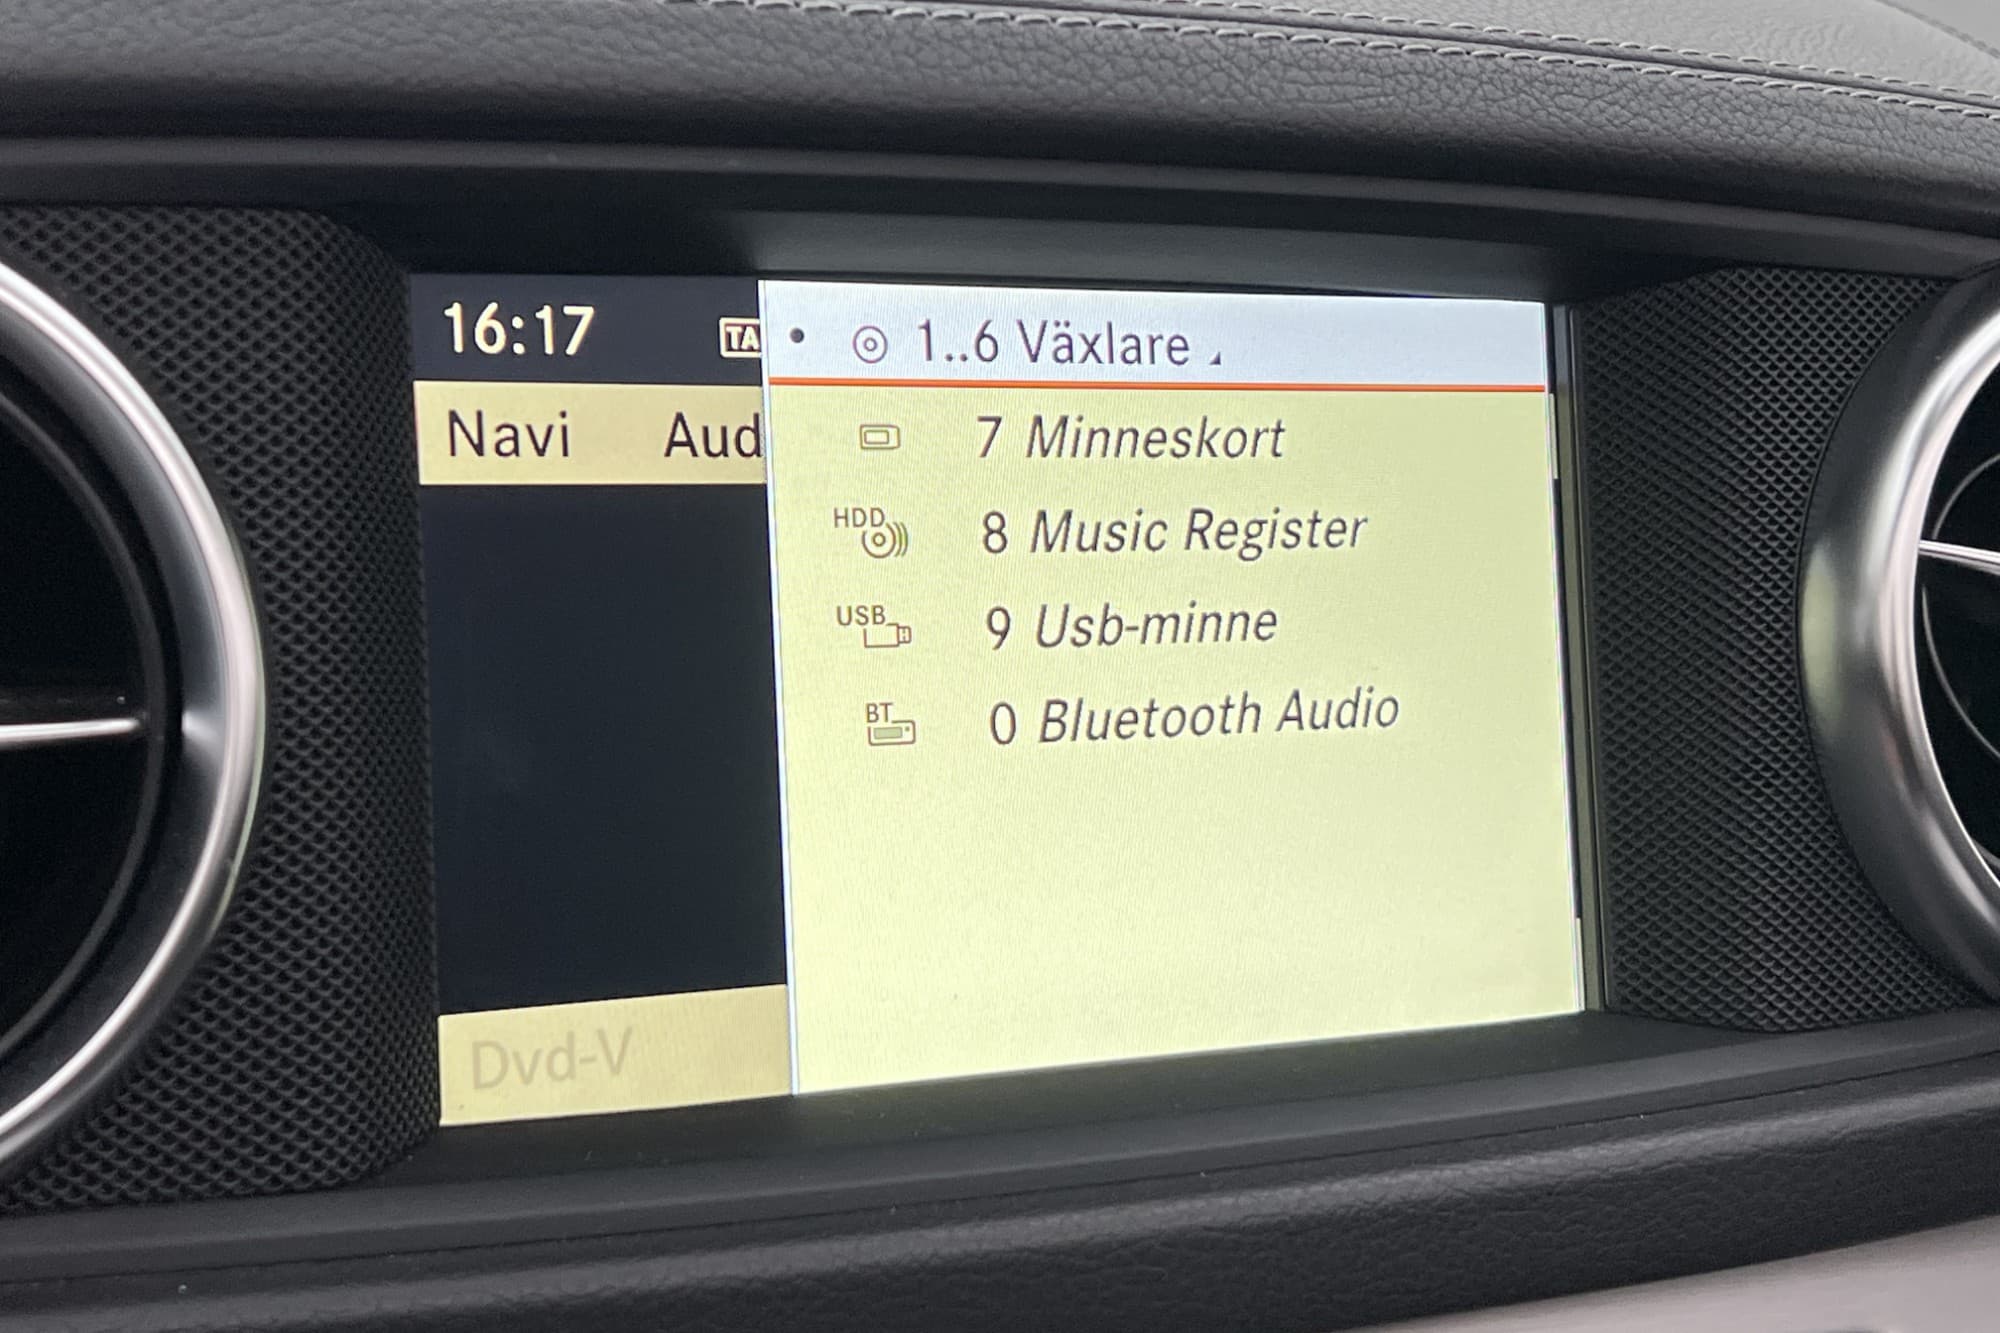 16:17 TA
Navi Aud
1..6 Växlare
7 Minneskort
HDD 8 Music Register
USB 9 Usb-minne
BT 0 Bluetooth Audio
Dvd-V